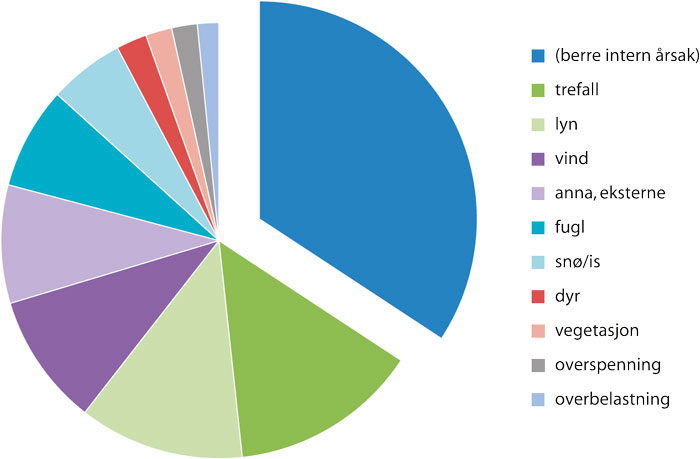 (berre intern årsak)
trefall
lyn
vind
anna, eksterne
fugl
snø/is
dyr
vegetasjon
overspenning
overbelastning